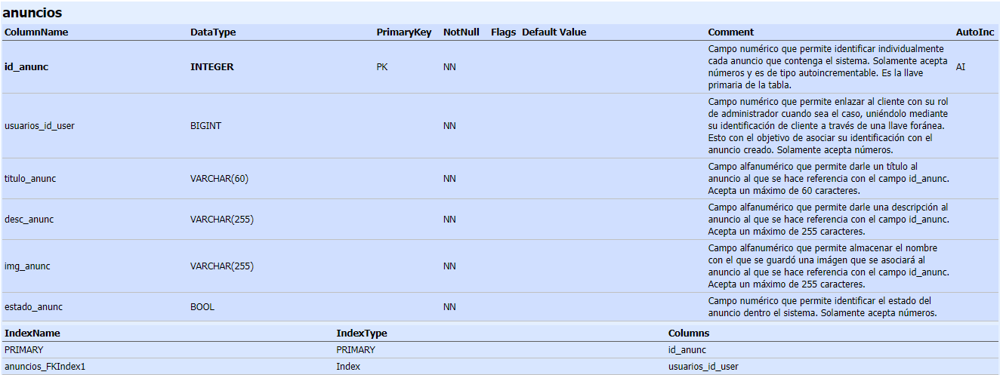 anuncios
ColumnName DataType PrimaryKey NotNull Flags Default Value Comment AutoInc
id_anunc INTEGER PK NN Campo numérico que permite identificar individualmente
cada anuncio que contenga el sistema. Solamente acepta
números y es de tipo autoincrementable. Es la llave
primaria de la tabla. AI
usuarios_id_user BIGINT NN Campo numérico que permite enlazar al cliente con su rol
de administrador cuando sea el caso, uniéndolo mediante
su identificación de cliente a través de una llave foránea.
Esto con el objetivo de asociar su identificación con el
anuncio creado. Solamente acepta números.
titulo_anunc VARCHAR(60) NN Campo alfanumérico que permite darle un título al
anuncio al que se hace referencia con el campo id_anunc.
Acepta un máximo de 60 caracteres.
desc_anunc VARCHAR(255) NN Campo alfanumérico que permite darle una descripción al
anuncio al que se hace referencia con el campo id_anunc.
Acepta un máximo de 255 caracteres.
img_anunc VARCHAR(255) NN Campo alfanumérico que permite almacenar el nombre
con el que se guardó una imágen que se asociará al
anuncio al que se hace referencia con el campo id_anunc.
Acepta un máximo de 255 caracteres.
estado_anunc BOOL NN Campo numérico que permite identificar el estado del
anuncio dentro el sistema. Solamente acepta números.
IndexName IndexType Columns
PRIMARY PRIMARY id_anunc
anuncios_FKIndex1 Index usuarios_id_user